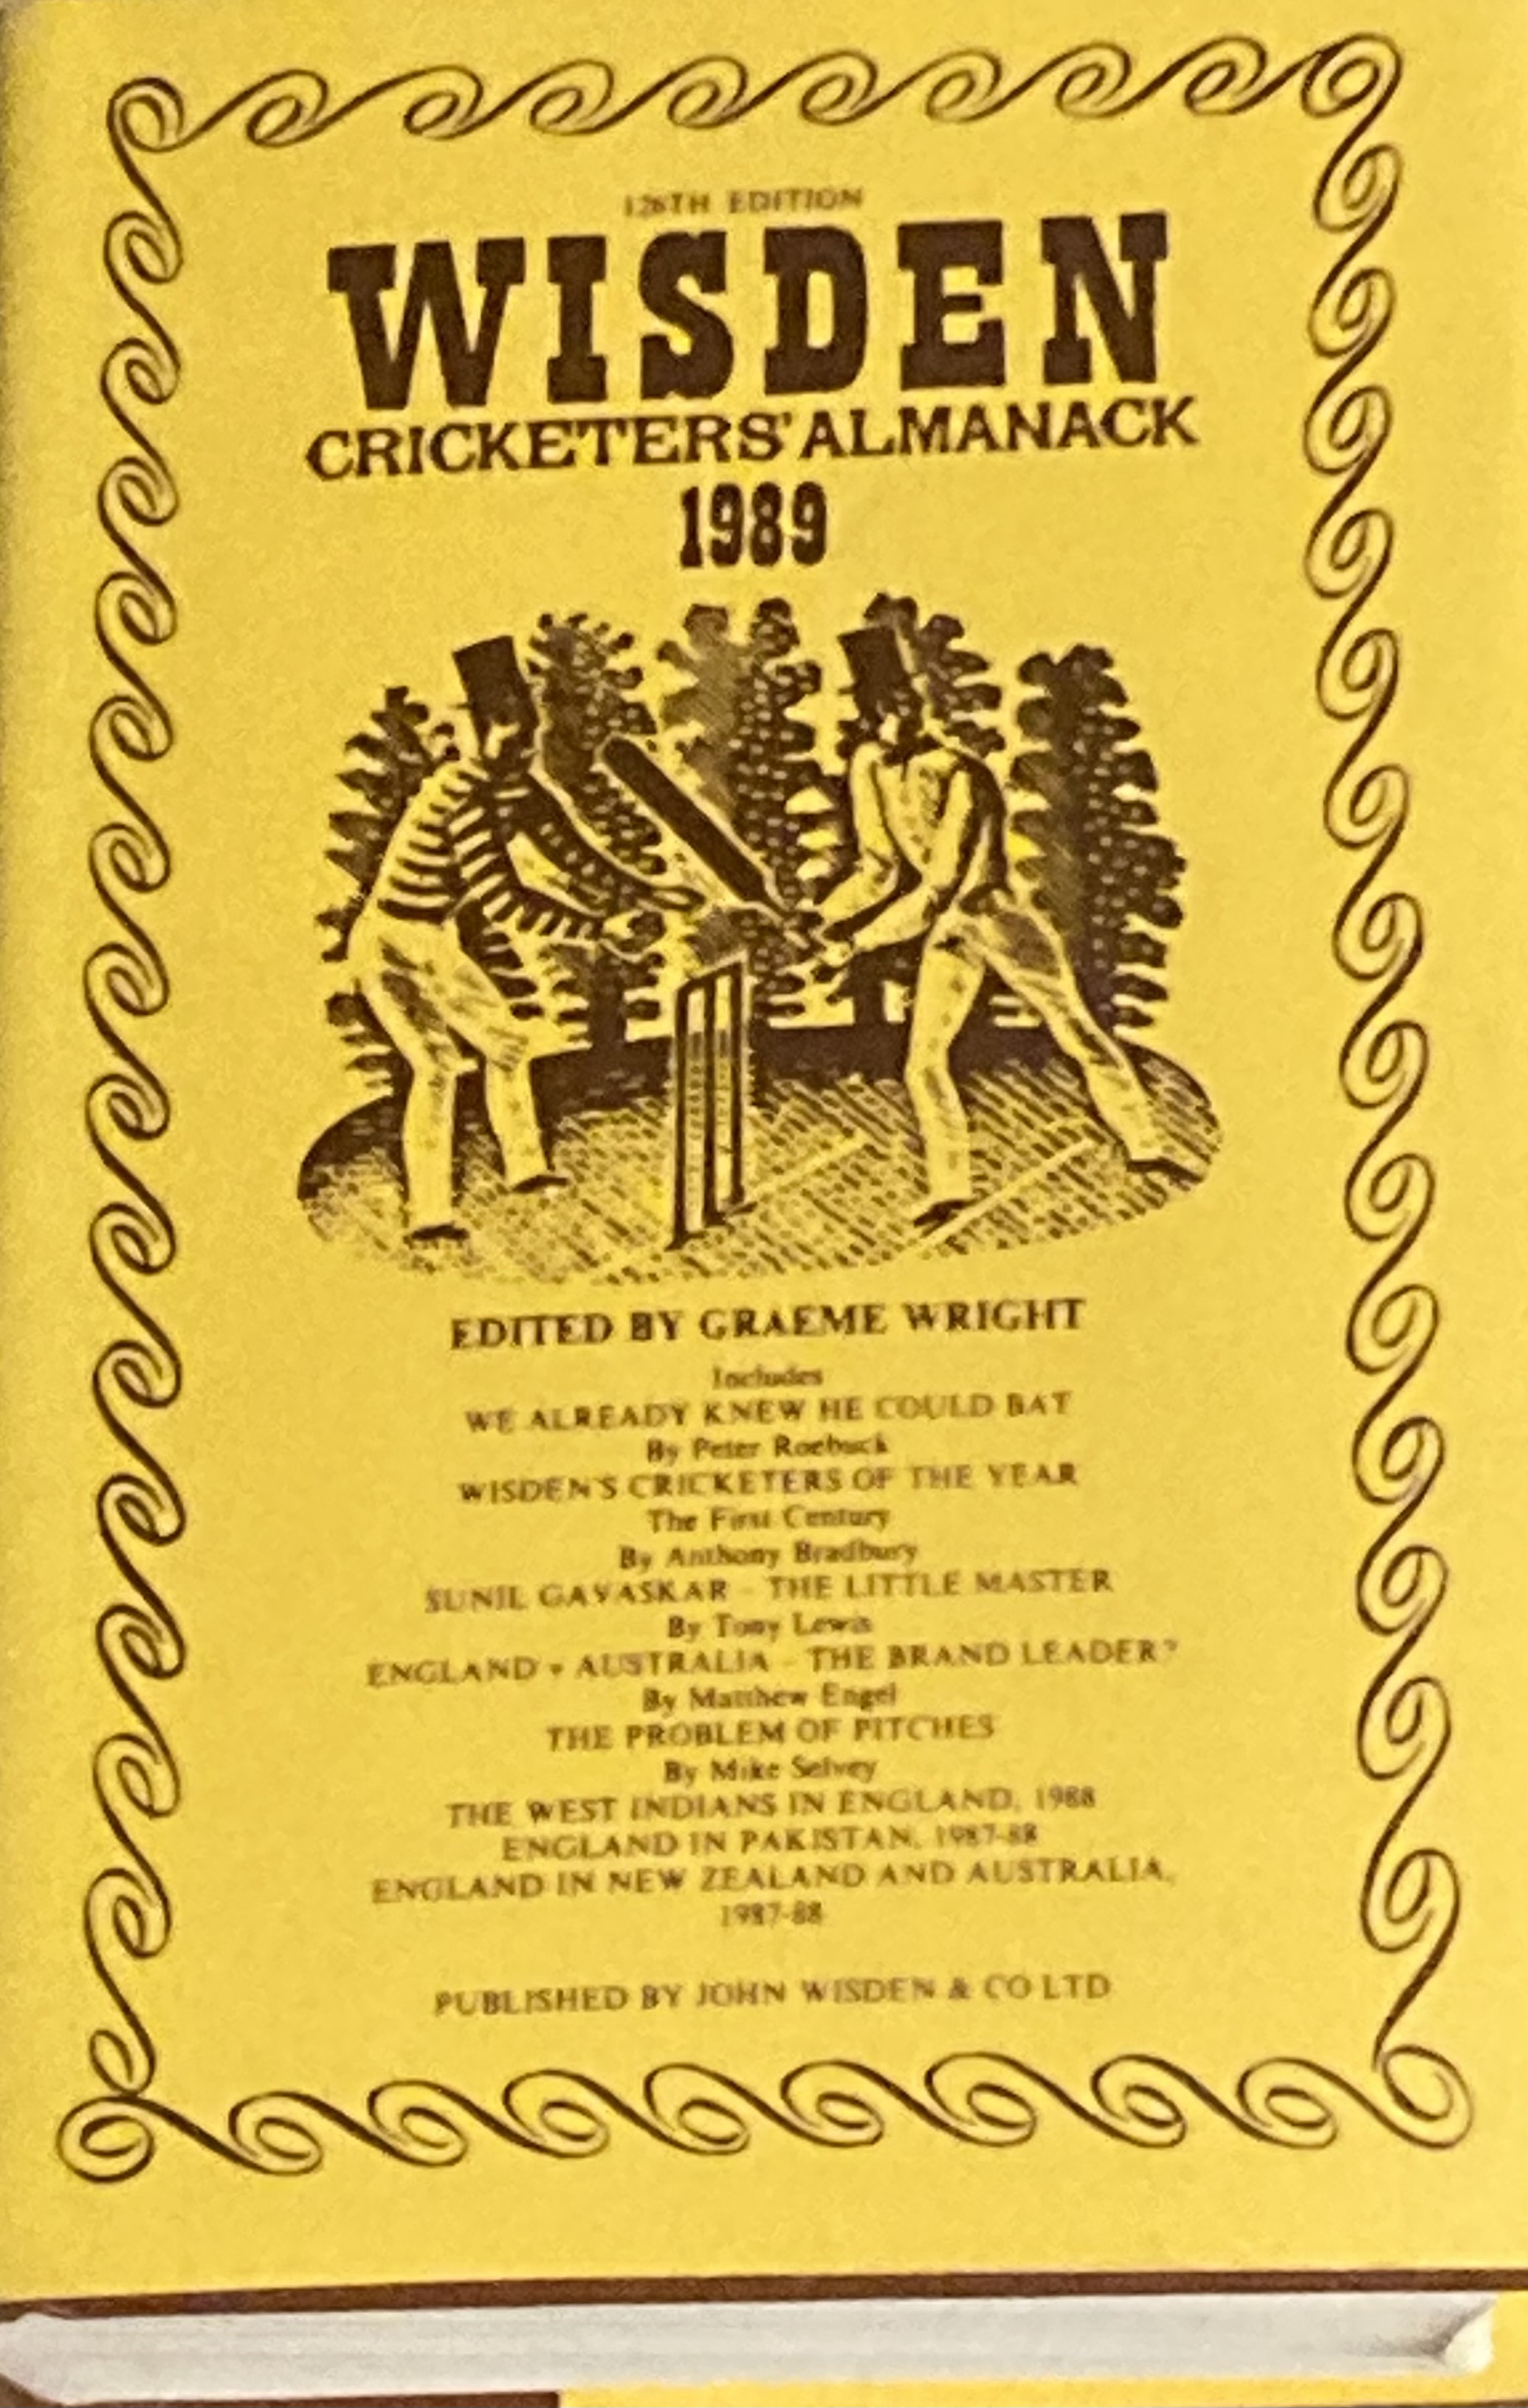 126TH EDITION
WISDEN
CRICKETERS' ALMANACK
1989
EDITED BY GRAEME WRIGHT
Includes
WE ALREADY KNEW HE COULD BAT
By Peter Roebuck
WISDEN'S CRICKETERS OF THE YEAR
The First Century
By Anthony Bradbury
SUNIL GAVASKAR - THE LITTLE MASTER
By Tony Lewis
ENGLAND v AUSTRALIA - THE BRAND LEADER?
By Matthew Engel
THE PROBLEM OF PITCHES
By Mike Selvey
THE WEST INDIANS IN ENGLAND, 1988
ENGLAND IN PAKISTAN, 1987-88
ENGLAND IN NEW ZEALAND AND AUSTRALIA,
1987-88
PUBLISHED BY JOHN WISDEN & CO LTD